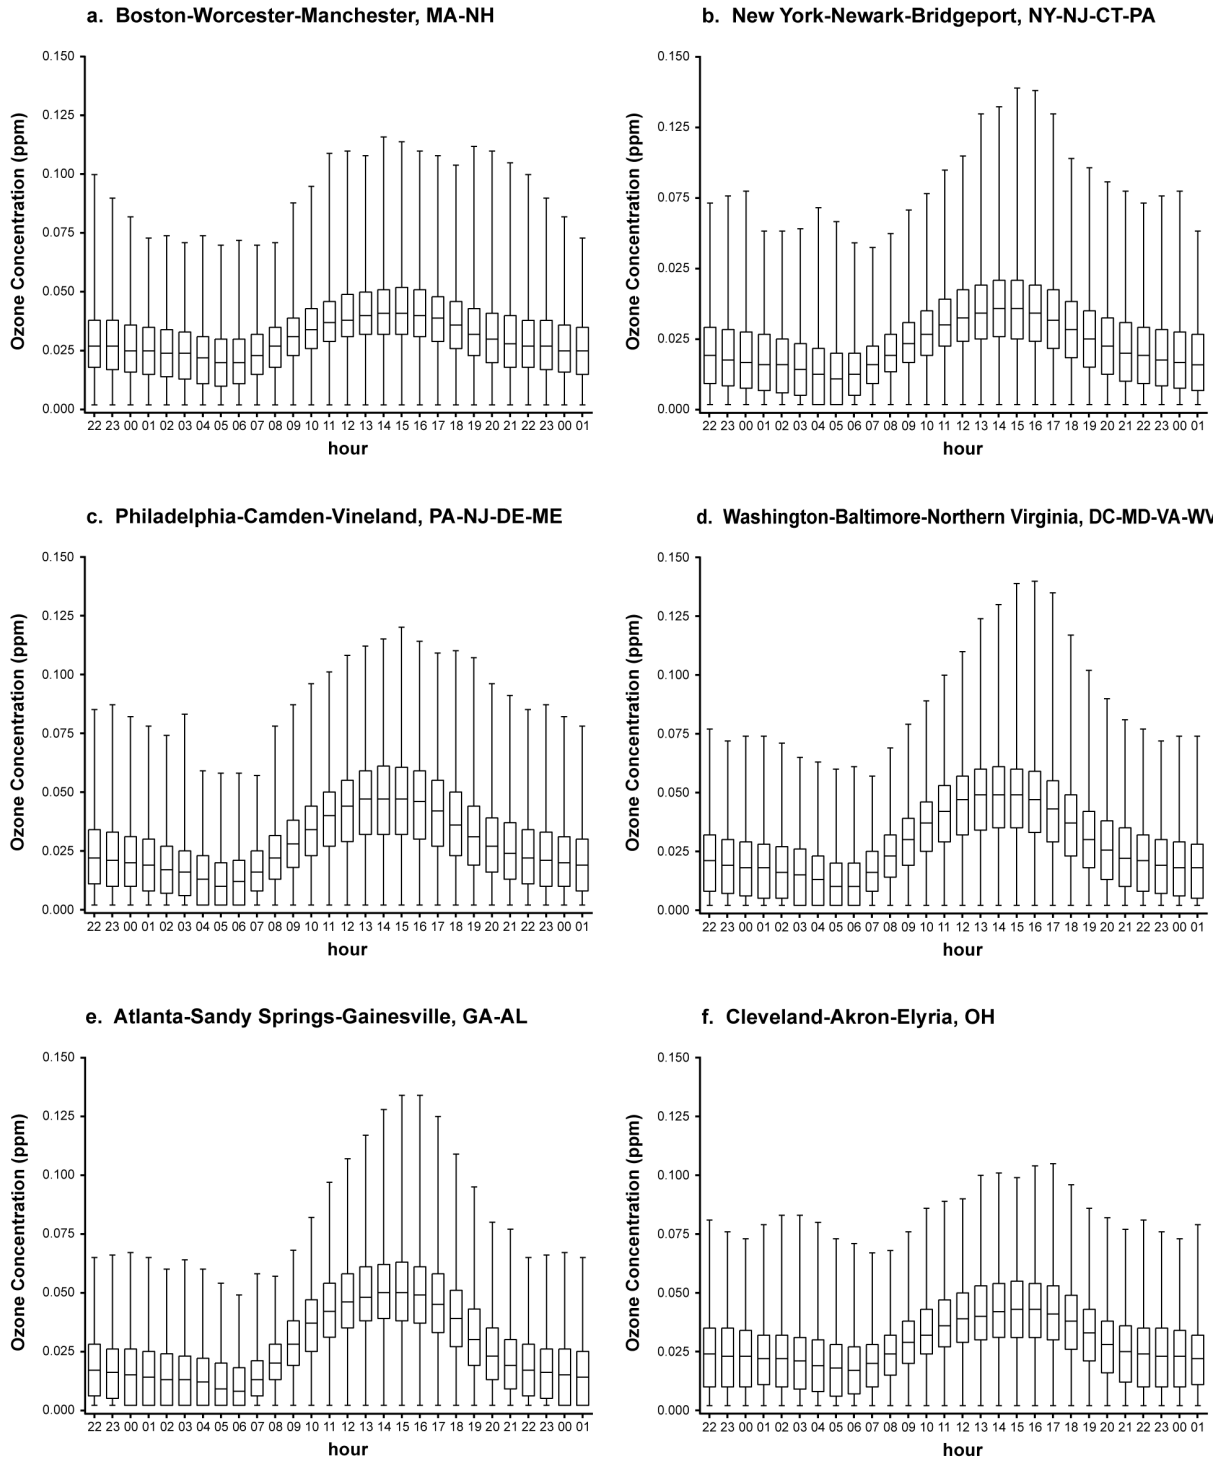 a. Boston-Worcester-Manchester, MA-NH
0.150
0.125
0.100
0.075
0.050
0.025
0.000
Ozone Concentration (ppm)
22 23 00 01 02 03 04 05 06 07 08 09 10 11 12 13 14 15 16 17 18 19 20 21 22 23 00 01
hour
b. New York-Newark-Bridgeport, NY-NJ-CT-PA
0.150
0.125
0.075
0.025
0.025
0.000
Ozone Concentration (ppm)
22 23 00 01 02 03 04 05 06 07 08 09 10 11 12 13 14 15 16 17 18 19 20 21 22 23 00 01
hour
c. Philadelphia-Camden-Vineland, PA-NJ-DE-ME
0.150
0.125
0.100
0.075
0.050
0.025
0.000
Ozone Concentration (ppm)
22 23 00 01 02 03 04 05 06 07 08 09 10 11 12 13 14 15 16 17 18 19 20 21 22 23 00 01
hour
d. Washington-Baltimore-Northern Virginia, DC-MD-VA-WV
0.150
0.125
0.100
0.075
0.050
0.025
0.000
Ozone Concentration (ppm)
22 23 00 01 02 03 04 05 06 07 08 09 10 11 12 13 14 15 16 17 18 19 20 21 22 23 00 01
hour
e. Atlanta-Sandy Springs-Gainesville, GA-AL
0.150
0.125
0.100
0.075
0.050
0.025
0.000
Ozone Concentration (ppm)
22 23 00 01 02 03 04 05 06 07 08 09 10 11 12 13 14 15 16 17 18 19 20 21 22 23 00 01
hour
f. Cleveland-Akron-Elyria, OH
0.150
0.125
0.100
0.075
0.050
0.025
0.000
Ozone Concentration (ppm)
22 23 00 01 02 03 04 05 06 07 08 09 10 11 12 13 14 15 16 17 18 19 20 21 22 23 00 01
hour